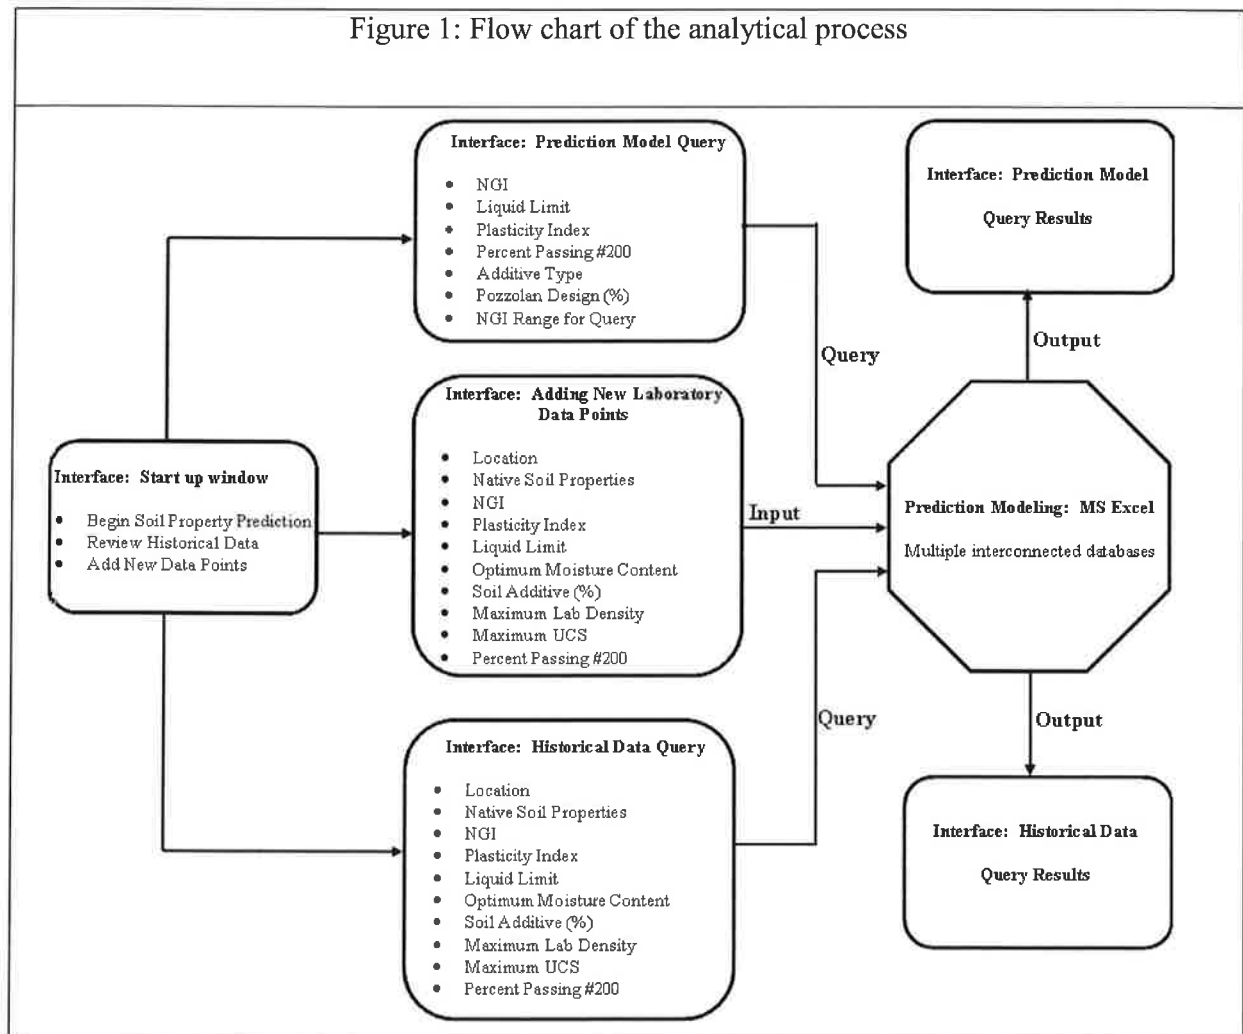 Figure 1: Flow chart of the analytical process
Interface: Prediction Model Query
• NGI
• Liquid Limit
• Plasticity Index
• Percent Passing #200
• Additive Type
• Pozzolan Design (%)
• NGI Range for Query
Interface: Prediction Model
Query Results
Output
Query
Interface: Adding New Laboratory
Data Points
• Location
• Native Soil Properties
• NGI
• Plasticity Index
• Liquid Limit
• Optimum Moisture Content
• Soil Additive (%)
• Maximum Lab Density
• Maximum UCS
• Percent Passing #200
Interface: Start up window
• Begin Soil Property Prediction
• Review Historical Data
• Add New Data Points
Input
Prediction Modeling: MS Excel
Multiple interconnected databases
Query
Output
Interface: Historical Data Query
• Location
• Native Soil Properties
• NGI
• Plasticity Index
• Liquid Limit
• Optimum Moisture Content
• Soil Additive (%)
• Maximum Lab Density
• Maximum UCS
• Percent Passing #200
Interface: Historical Data
Query Results